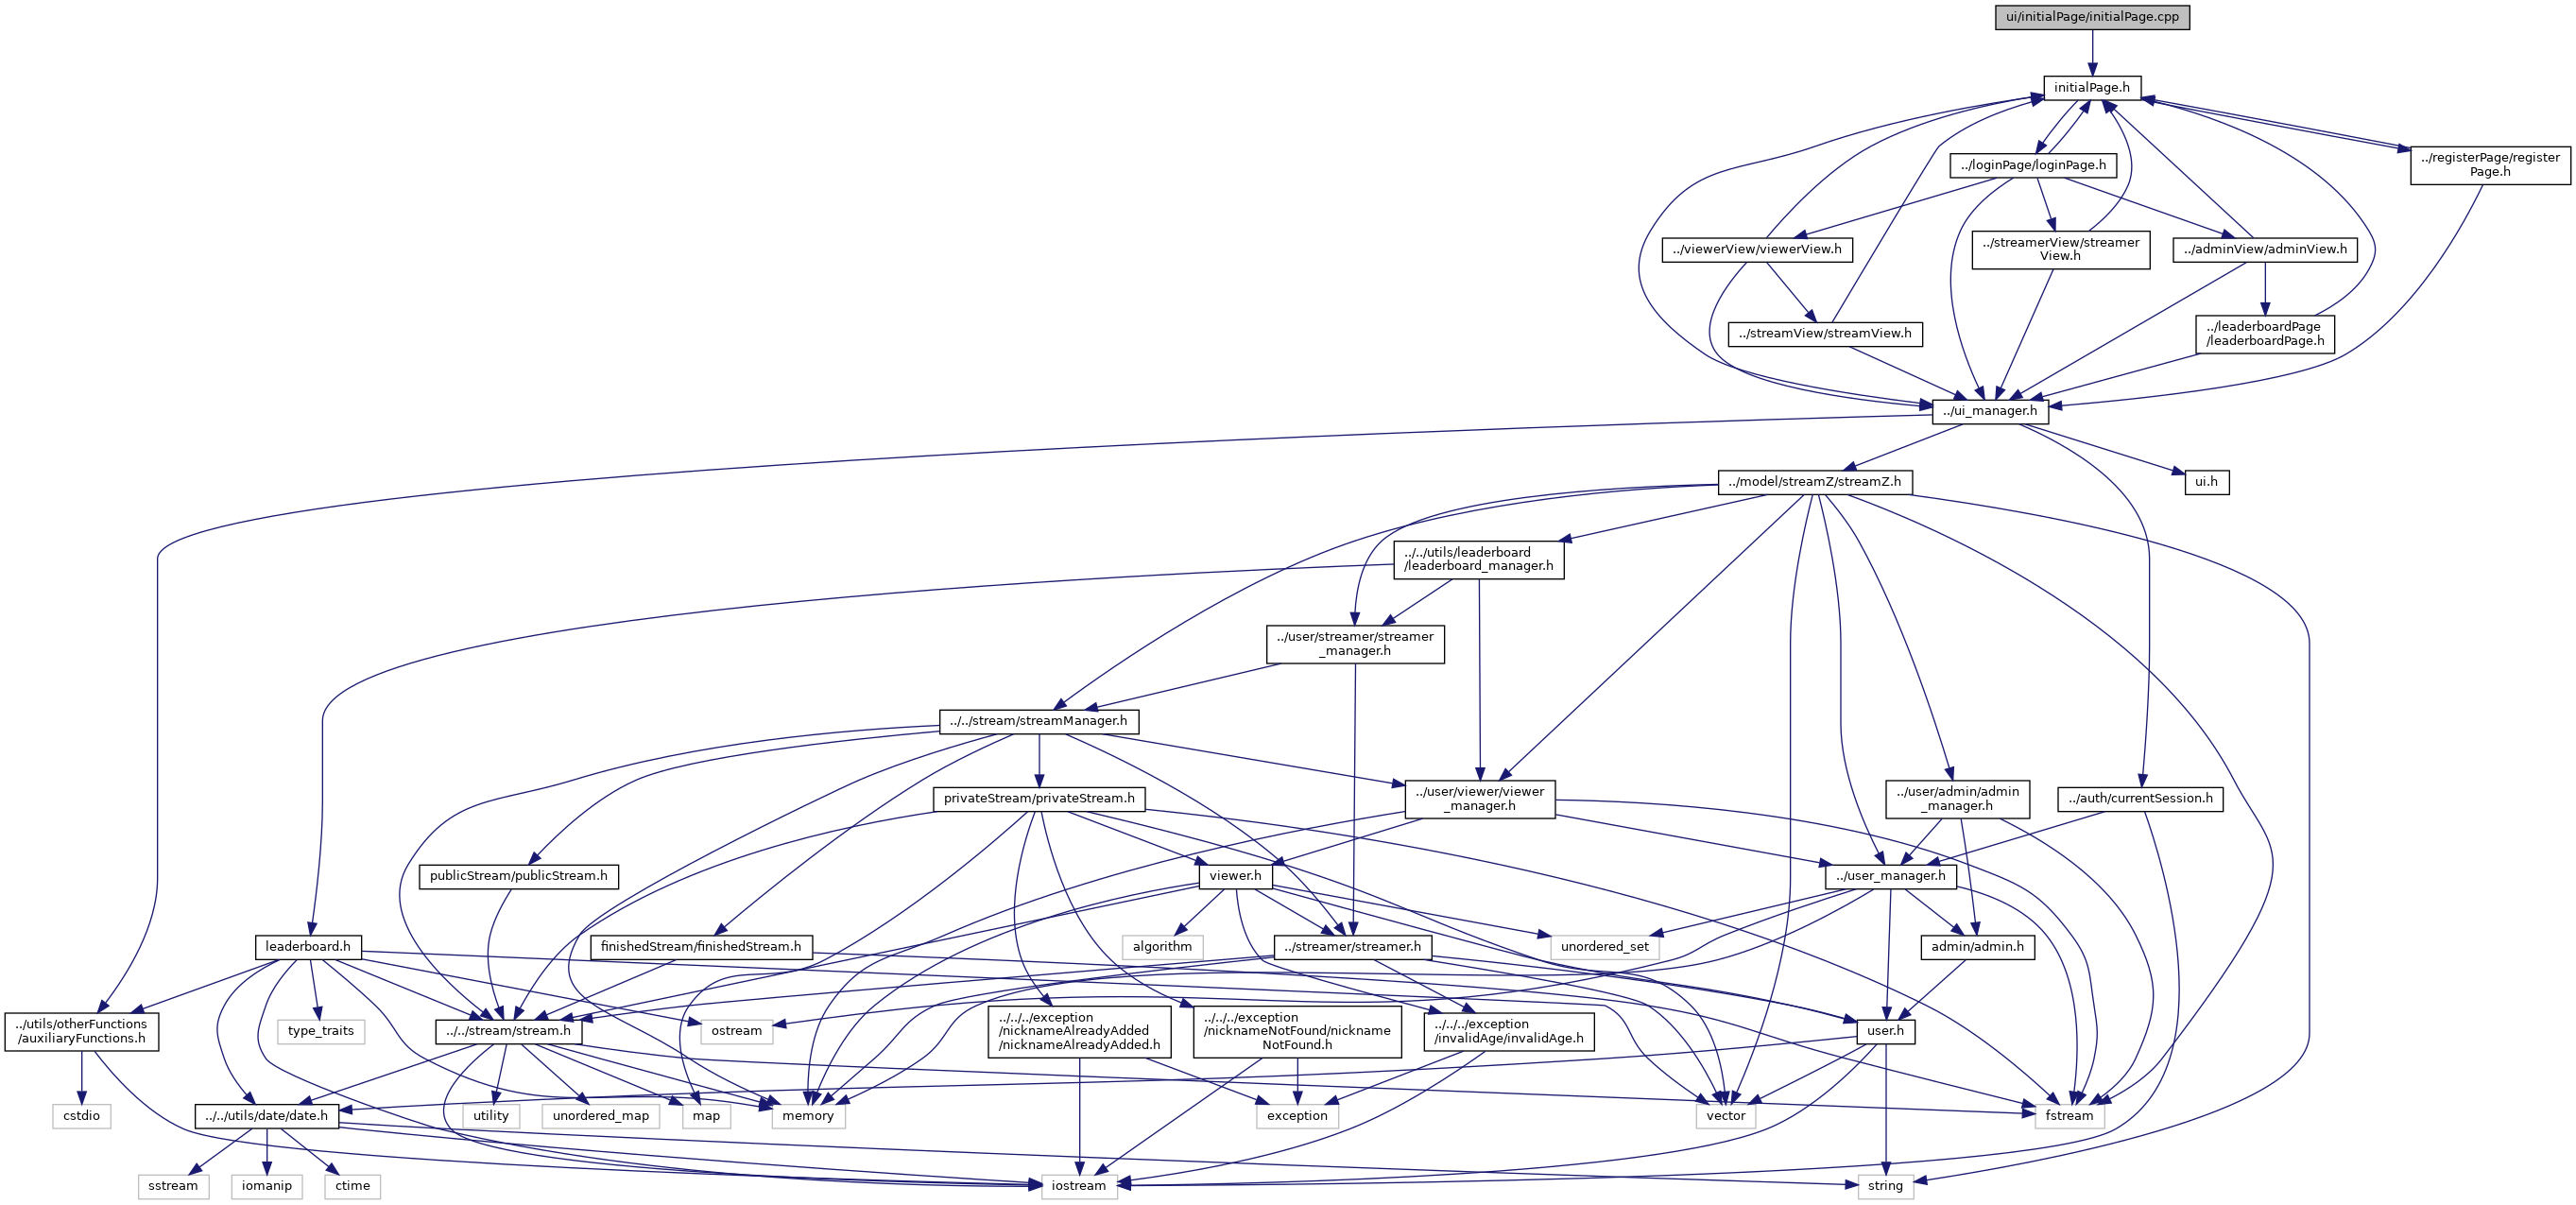 ui/initialPage/initialPage.cpp
initialPage.h
../loginPage/loginPage.h
../registerPage/register
Page.h
../viewerView/viewerView.h
../streamerView/streamer
View.h
../adminView/adminView.h
../streamView/streamView.h
../leaderboardPage
/leaderboardPage.h
../ui_manager.h
../model/streamZ/streamZ.h
ui.h
../../utils/leaderboard
/leaderboard_manager.h
../user/streamer/streamer
_manager.h
../../stream/streamManager.h
privateStream/privateStream.h
../user/viewer/viewer
_manager.h
../user/admin/admin
_manager.h
../auth/currentSession.h
publicStream/publicStream.h
viewer.h
../user_manager.h
leaderboard.h
finishedStream/finishedStream.h
algorithm
../streamer/streamer.h
unordered_set
admin/admin.h
../utils/otherFunctions
/auxiliaryFunctions.h
type_traits
../../stream/stream.h
ostream
../../../exception
/nicknameAlreadyAdded
/nicknameAlreadyAdded.h
../../../exception
/nicknameNotFound/nickname
NotFound.h
../../../exception
/invalidAge/invalidAge.h
user.h
cstdio
../../utils/date/date.h
utility
unordered_map
map
memory
exception
vector
fstream
sstream
iomanip
ctime
iostream
string